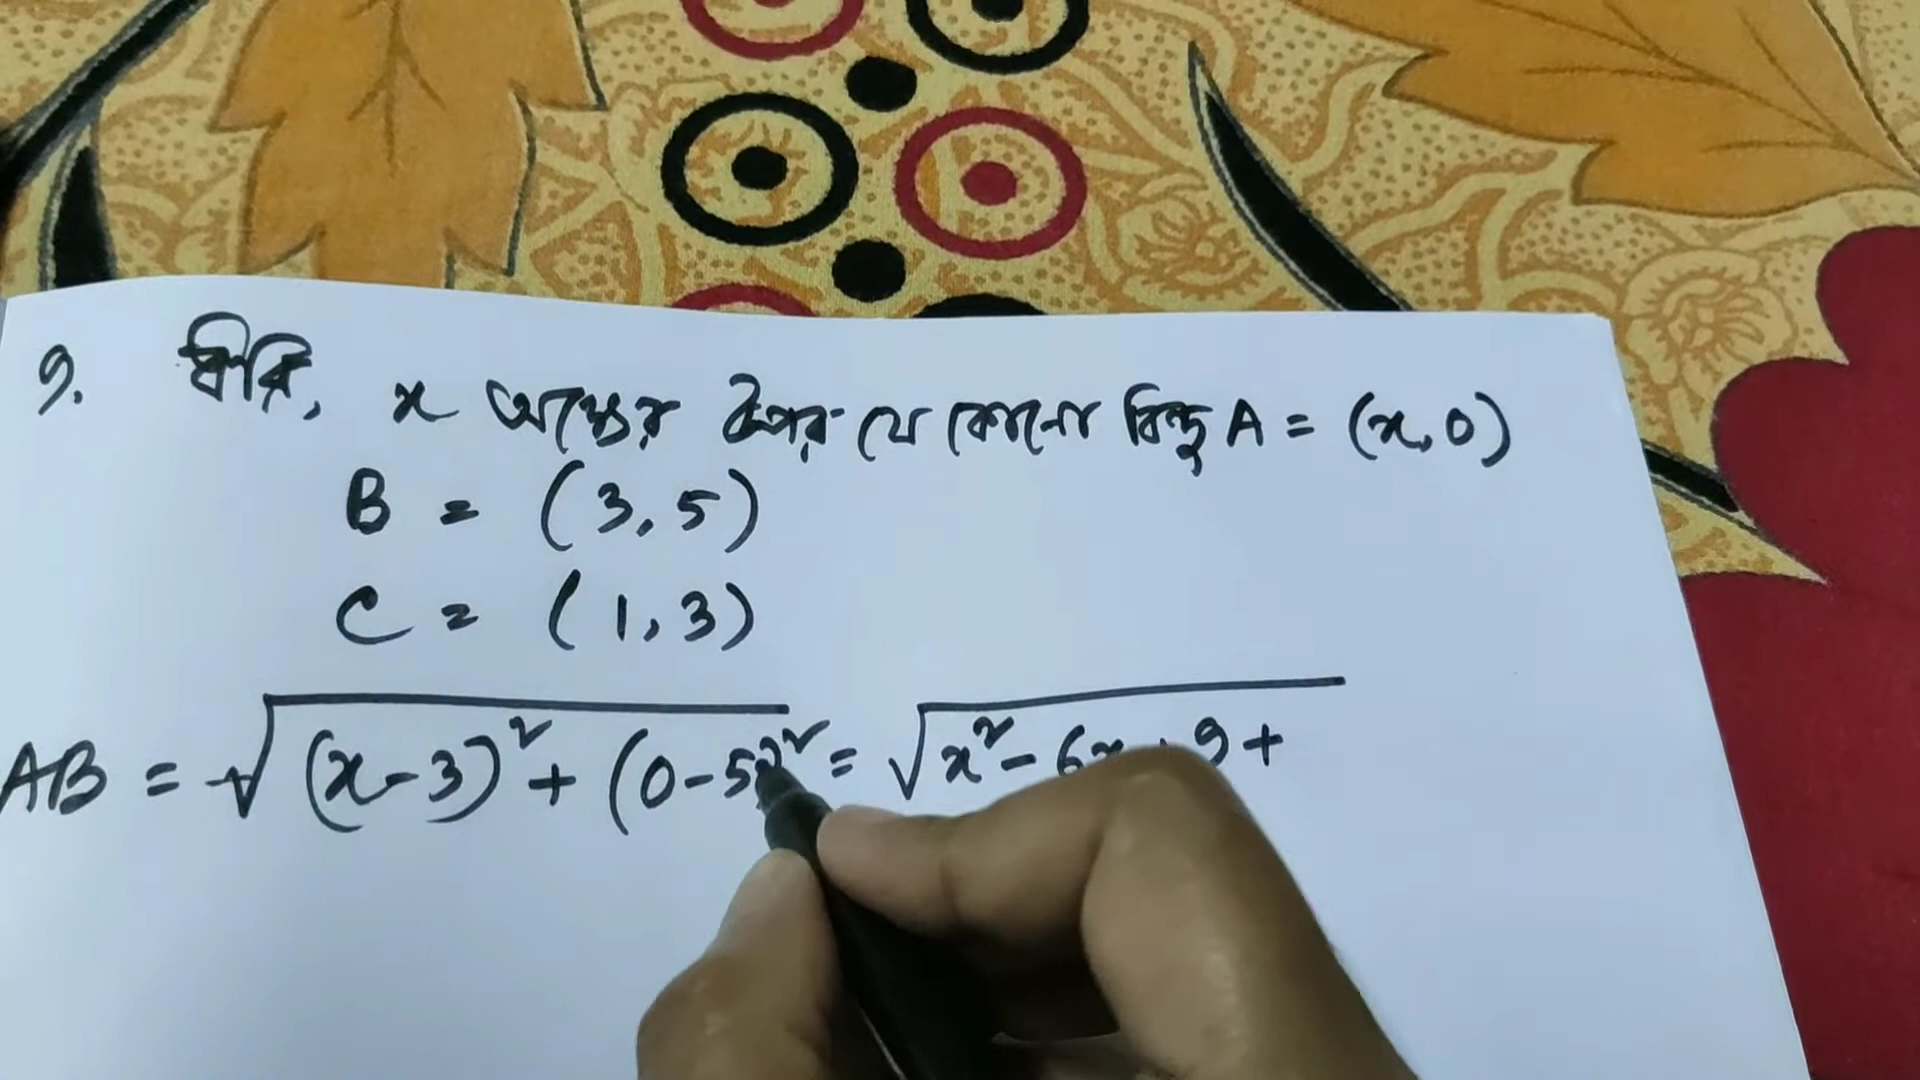 9. ধরি, x অক্ষের উপর যে কোনো বিন্দু A = (x, 0)
B = (3, 5)
C = (1, 3)
AB = √(x-3)² + (0-5)² = √x² - 6x + 9 +